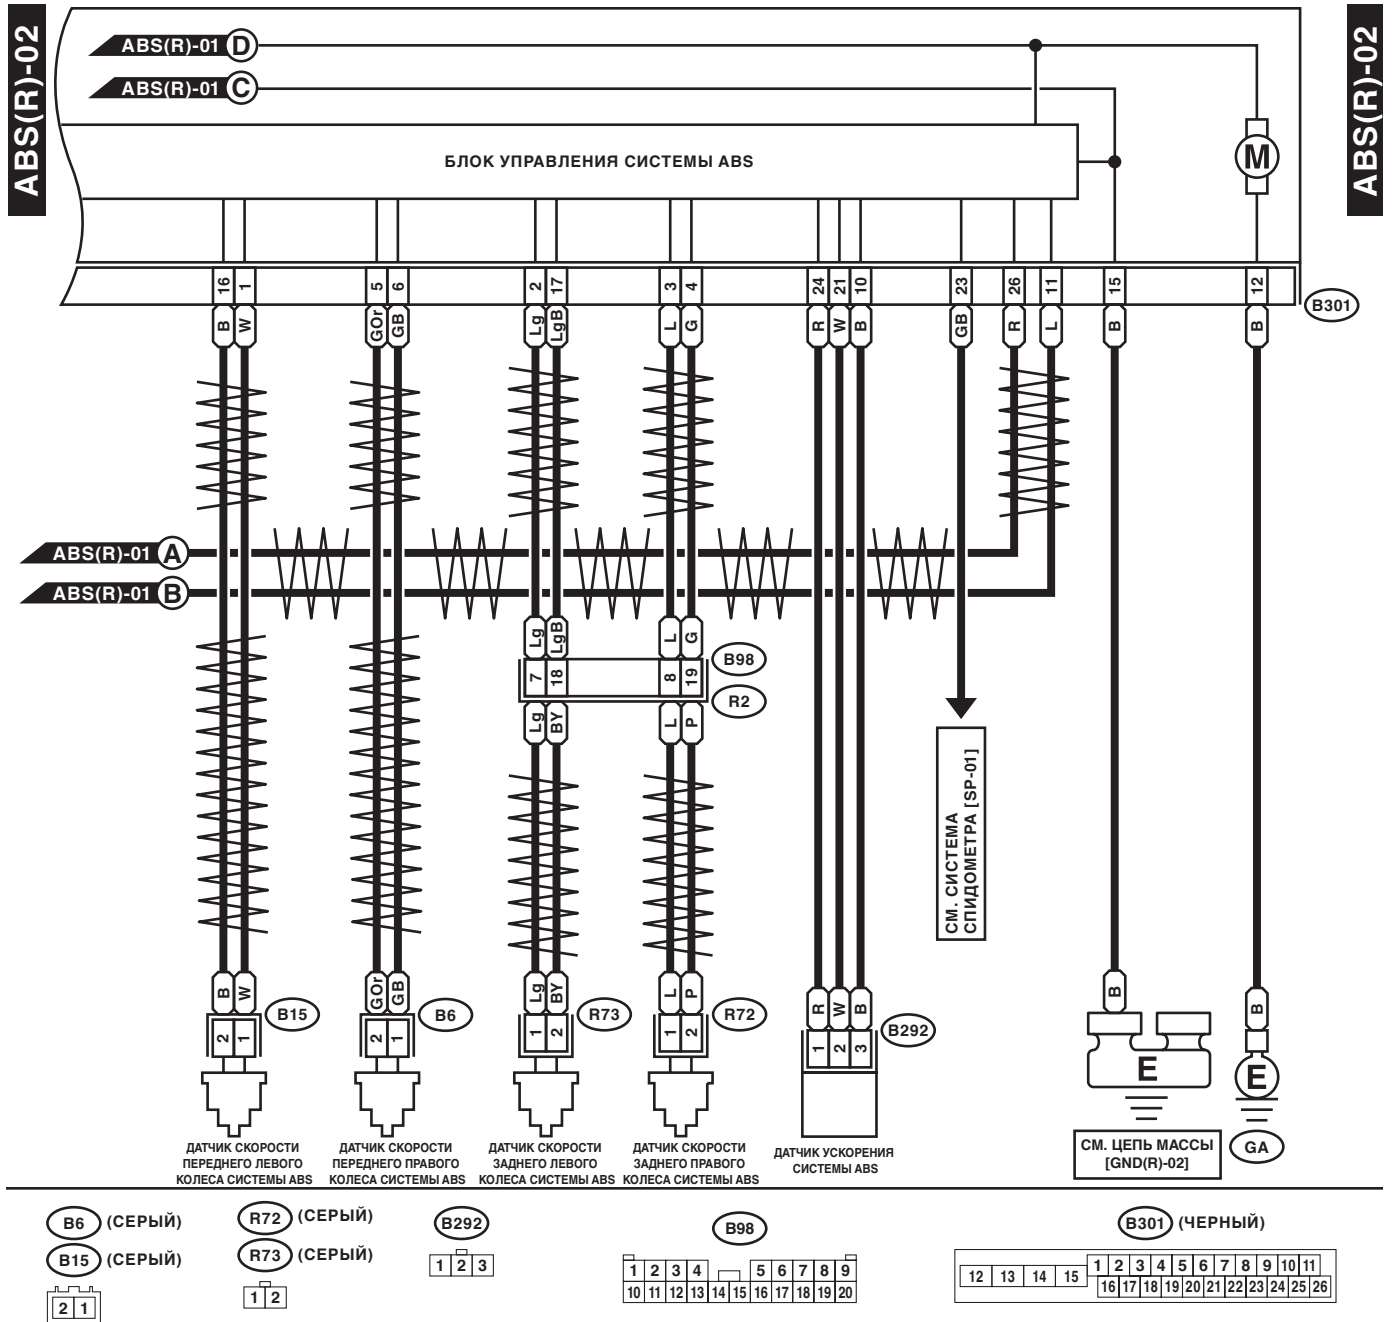 ABS(R)-02
ABS(R)-02
ABS(R)-01 D
ABS(R)-01 C
БЛОК УПРАВЛЕНИЯ СИСТЕМЫ ABS
M
16 1 5 6 2 17 3 4 24 21 10 23 26 11 15 12
B301
B W GOr GB Lg LgB L G R W B GB R L B B
ABS(R)-01 A
ABS(R)-01 B
Lg LgB L G
B98
7 18 8 19
R2
Lg BY L P
СМ. СИСТЕМА
СПИДОМЕТРА [SP-01]
B W GOr GB Lg BY L P R W B B B
B15 B6 R73 R72 B292
2 1 2 1 1 2 1 2 1 2 3
E E
ДАТЧИК СКОРОСТИ
ПЕРЕДНЕГО ЛЕВОГО
КОЛЕСА СИСТЕМЫ ABS
ДАТЧИК СКОРОСТИ
ПЕРЕДНЕГО ПРАВОГО
КОЛЕСА СИСТЕМЫ ABS
ДАТЧИК СКОРОСТИ
ЗАДНЕГО ЛЕВОГО
КОЛЕСА СИСТЕМЫ ABS
ДАТЧИК СКОРОСТИ
ЗАДНЕГО ПРАВОГО
КОЛЕСА СИСТЕМЫ ABS
ДАТЧИК УСКОРЕНИЯ
СИСТЕМЫ ABS
СМ. ЦЕПЬ МАССЫ
[GND(R)-02]
GA
B6 (СЕРЫЙ)
B15 (СЕРЫЙ)
2 1
R72 (СЕРЫЙ)
R73 (СЕРЫЙ)
1 2
B292
1 2 3
B98
1 2 3 4 5 6 7 8 9
10 11 12 13 14 15 16 17 18 19 20
B301 (ЧЕРНЫЙ)
12 13 14 15 1 2 3 4 5 6 7 8 9 10 11
16 17 18 19 20 21 22 23 24 25 26